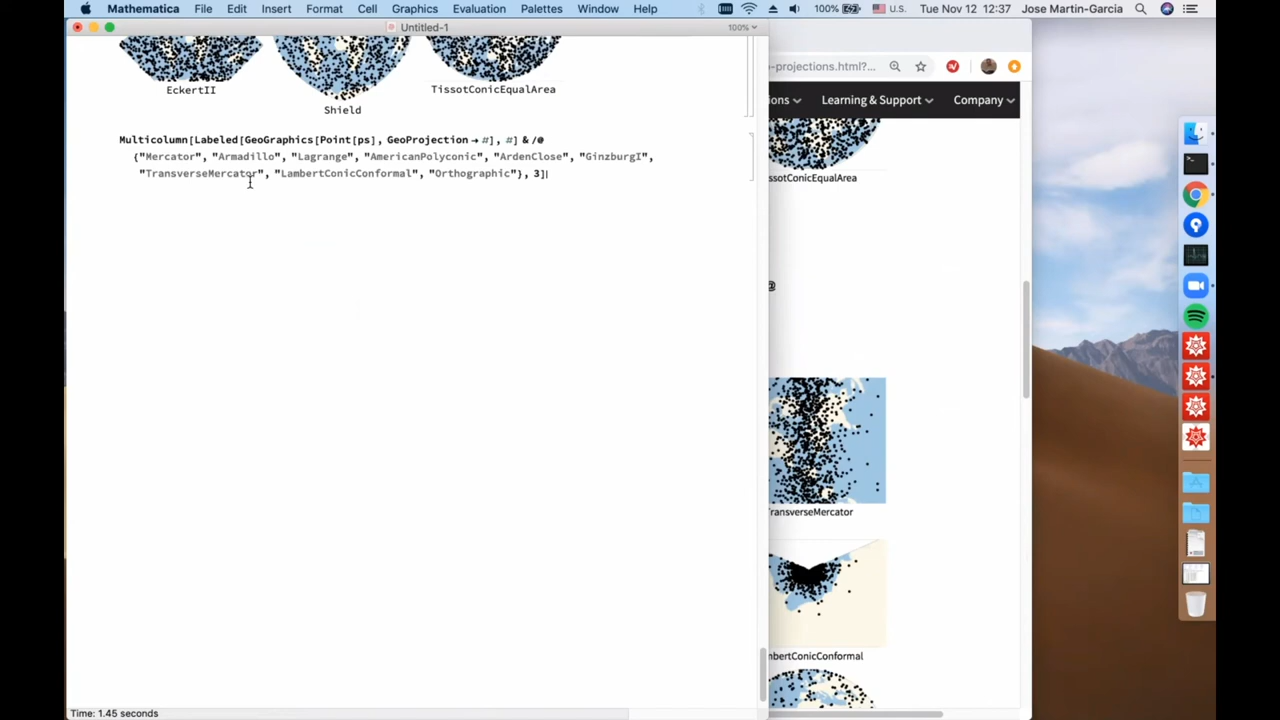 Mathematica File Edit Insert Format Cell Graphics Evaluation Palettes Window Help 100% U.S. Tue Nov 12 12:37 Jose Martin-Garcia
Untitled-1
100%
o-projections.html?...
ions Learning & Support Company
EckertII
Shield
TissotConicEqualArea
Multicolumn[Labeled[GeoGraphics[Point[ps], GeoProjection → #], #] & /@
{"Mercator", "Armadillo", "Lagrange", "AmericanPolyconic", "ArdenClose", "GinzburgI",
"TransverseMercator", "LambertConicConformal", "Orthographic"}, 3]
ssotConicEqualArea
@
TransverseMercator
mbertConicConformal
Time: 1.45 seconds